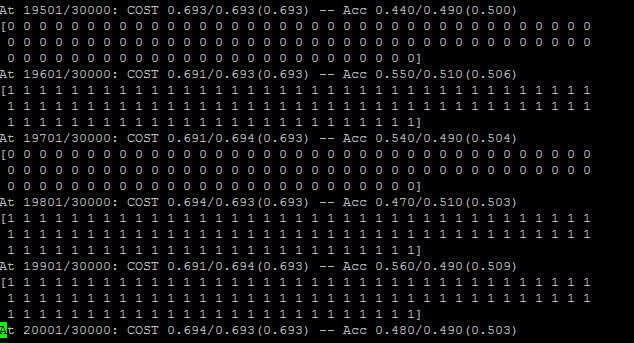 At 19501/30000: COST 0.693/0.693(0.693) -- Acc 0.440/0.490(0.500)
[0 0 0 0 0 0 0 0 0 0 0 0 0 0 0 0 0 0 0 0 0 0 0 0 0 0 0 0 0 0 0 0 0 0 0 0 0
0 0 0 0 0 0 0 0 0 0 0 0 0 0 0 0 0 0 0 0 0 0 0 0 0 0 0 0 0 0 0 0 0 0 0 0 0
0 0 0 0 0 0 0 0 0 0 0 0 0 0 0 0 0 0 0 0 0 0 0 0 0 0]
At 19601/30000: COST 0.691/0.693(0.693) -- Acc 0.550/0.510(0.506)
[1 1 1 1 1 1 1 1 1 1 1 1 1 1 1 1 1 1 1 1 1 1 1 1 1 1 1 1 1 1 1 1 1 1 1 1 1
1 1 1 1 1 1 1 1 1 1 1 1 1 1 1 1 1 1 1 1 1 1 1 1 1 1 1 1 1 1 1 1 1 1 1 1 1
1 1 1 1 1 1 1 1 1 1 1 1 1 1 1 1 1 1 1 1 1 1 1 1 1 1]
At 19701/30000: COST 0.691/0.694(0.693) -- Acc 0.540/0.490(0.504)
[0 0 0 0 0 0 0 0 0 0 0 0 0 0 0 0 0 0 0 0 0 0 0 0 0 0 0 0 0 0 0 0 0 0 0 0 0
0 0 0 0 0 0 0 0 0 0 0 0 0 0 0 0 0 0 0 0 0 0 0 0 0 0 0 0 0 0 0 0 0 0 0 0 0
0 0 0 0 0 0 0 0 0 0 0 0 0 0 0 0 0 0 0 0 0 0 0 0 0 0]
At 19801/30000: COST 0.694/0.693(0.693) -- Acc 0.470/0.510(0.503)
[1 1 1 1 1 1 1 1 1 1 1 1 1 1 1 1 1 1 1 1 1 1 1 1 1 1 1 1 1 1 1 1 1 1 1 1 1
1 1 1 1 1 1 1 1 1 1 1 1 1 1 1 1 1 1 1 1 1 1 1 1 1 1 1 1 1 1 1 1 1 1 1 1 1
1 1 1 1 1 1 1 1 1 1 1 1 1 1 1 1 1 1 1 1 1 1 1 1 1 1]
At 19901/30000: COST 0.691/0.694(0.693) -- Acc 0.560/0.490(0.509)
[1 1 1 1 1 1 1 1 1 1 1 1 1 1 1 1 1 1 1 1 1 1 1 1 1 1 1 1 1 1 1 1 1 1 1 1 1
1 1 1 1 1 1 1 1 1 1 1 1 1 1 1 1 1 1 1 1 1 1 1 1 1 1 1 1 1 1 1 1 1 1 1 1 1
1 1 1 1 1 1 1 1 1 1 1 1 1 1 1 1 1 1 1 1 1 1 1 1 1 1]
At 20001/30000: COST 0.694/0.693(0.693) -- Acc 0.480/0.490(0.503)